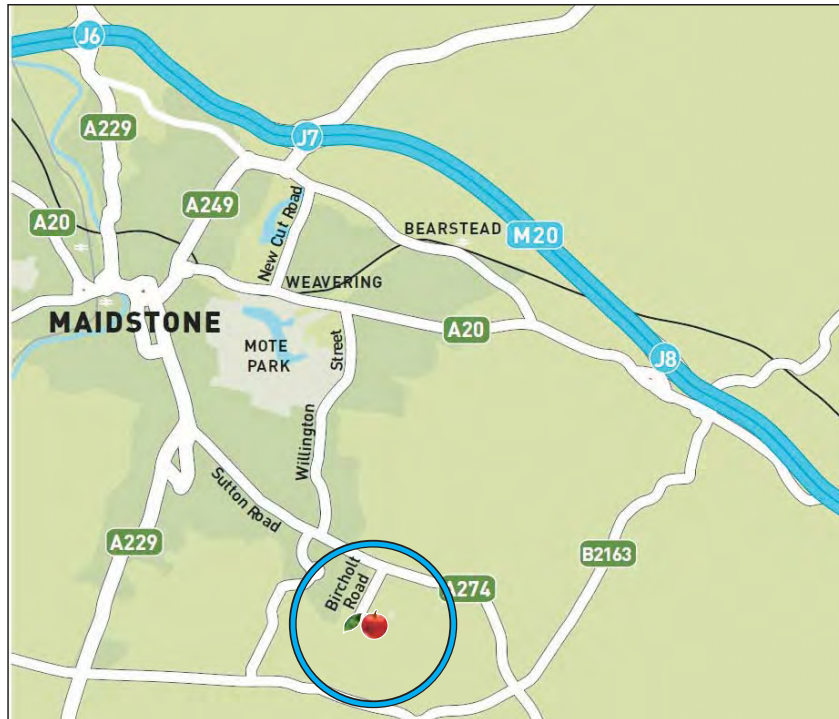 J6
A229
J7
A249
A20
New Cut Road
BEARSTEAD
M20
WEAVERING
MAIDSTONE
MOTE
PARK
Street
A20
J8
Willington
Sutton Road
A229
B2163
Bircholt
Road
A274